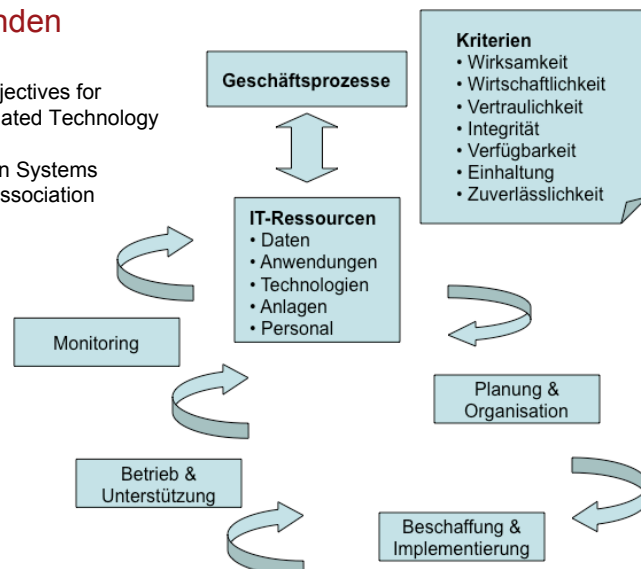 nden
jectives for
ated Technology
n Systems
ssociation
Geschäftsprozesse
Kriterien
• Wirksamkeit
• Wirtschaftlichkeit
• Vertraulichkeit
• Integrität
• Verfügbarkeit
• Einhaltung
• Zuverlässlichkeit
IT-Ressourcen
• Daten
• Anwendungen
• Technologien
• Anlagen
• Personal
Monitoring
Planung &
Organisation
Betrieb &
Unterstützung
Beschaffung &
Implementierung